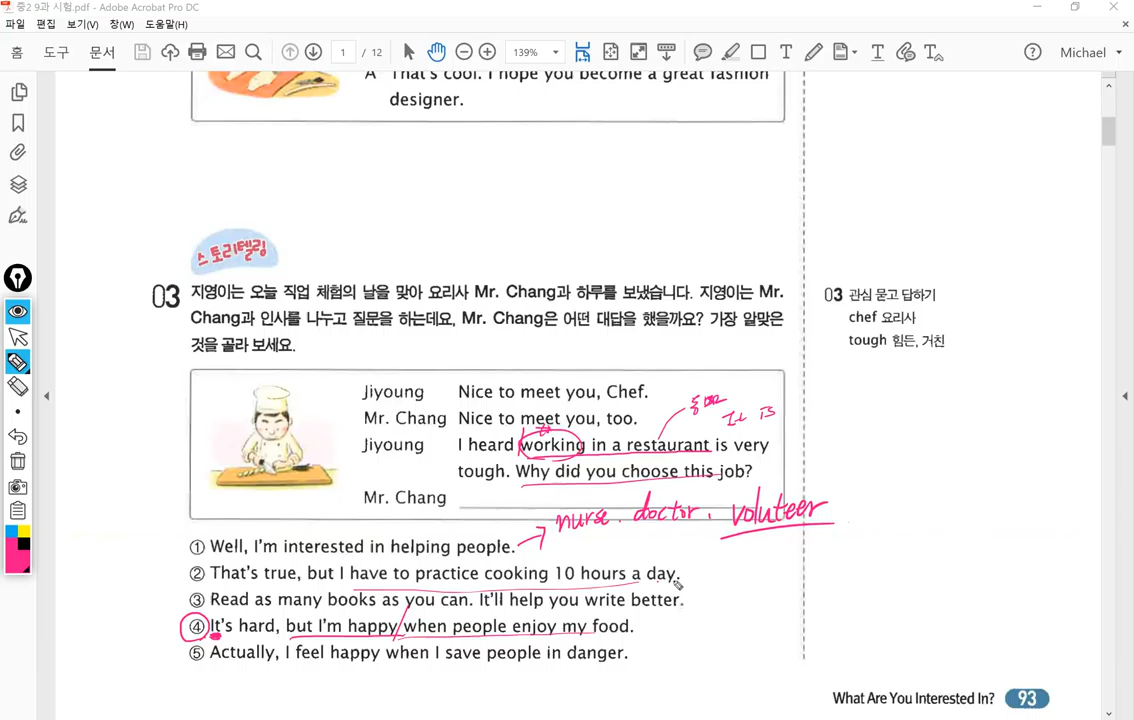 중2 9과 시험.pdf - Adobe Acrobat Pro DC
파일 편집 보기(V) 창(W) 도움말(H)
홈 도구 문서 1 / 12 139% Michael
A That's cool. I hope you become a great fashion
designer.
스토리텔링
03 지영이는 오늘 직업 체험의 날을 맞아 요리사 Mr. Chang과 하루를 보냈습니다. 지영이는 Mr.
Chang과 인사를 나누고 질문을 하는데요, Mr. Chang은 어떤 대답을 했을까요? 가장 알맞은
것을 골라 보세요.
03 관심 묻고 답하기
chef 요리사
tough 힘든, 거친
Jiyoung Nice to meet you, Chef.
Mr. Chang Nice to meet you, too.
Jiyoung I heard working in a restaurant is very
tough. Why did you choose this job?
Mr. Chang
nurse. doctor. voluteer
① Well, I'm interested in helping people.
② That's true, but I have to practice cooking 10 hours a day.
③ Read as many books as you can. It'll help you write better.
④ It's hard, but I'm happy when people enjoy my food.
⑤ Actually, I feel happy when I save people in danger.
What Are You Interested In? 93